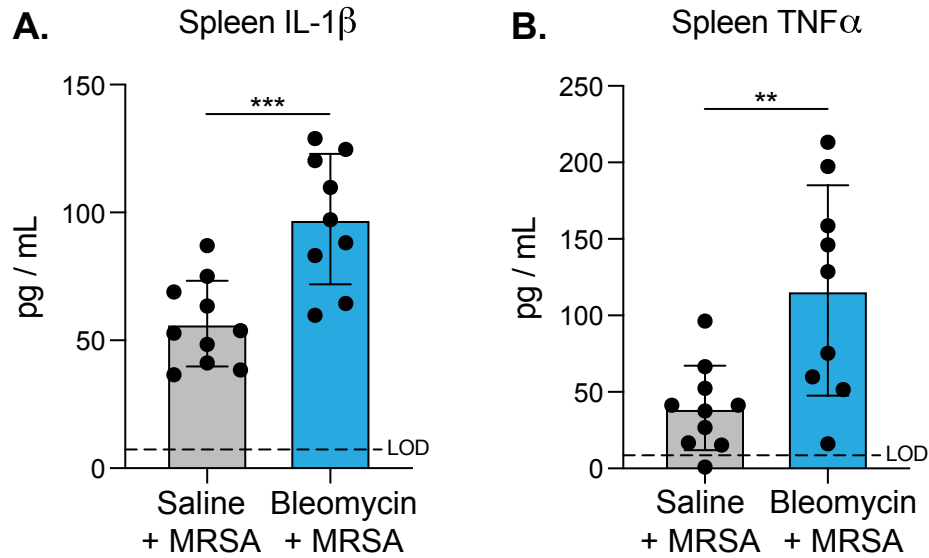 A.
Spleen IL-1β
***
pg / mL
150
100
50
0
LOD
Saline
+ MRSA
Bleomycin
+ MRSA
B.
Spleen TNFα
**
pg / mL
250
200
150
100
50
0
LOD
Saline
+ MRSA
Bleomycin
+ MRSA